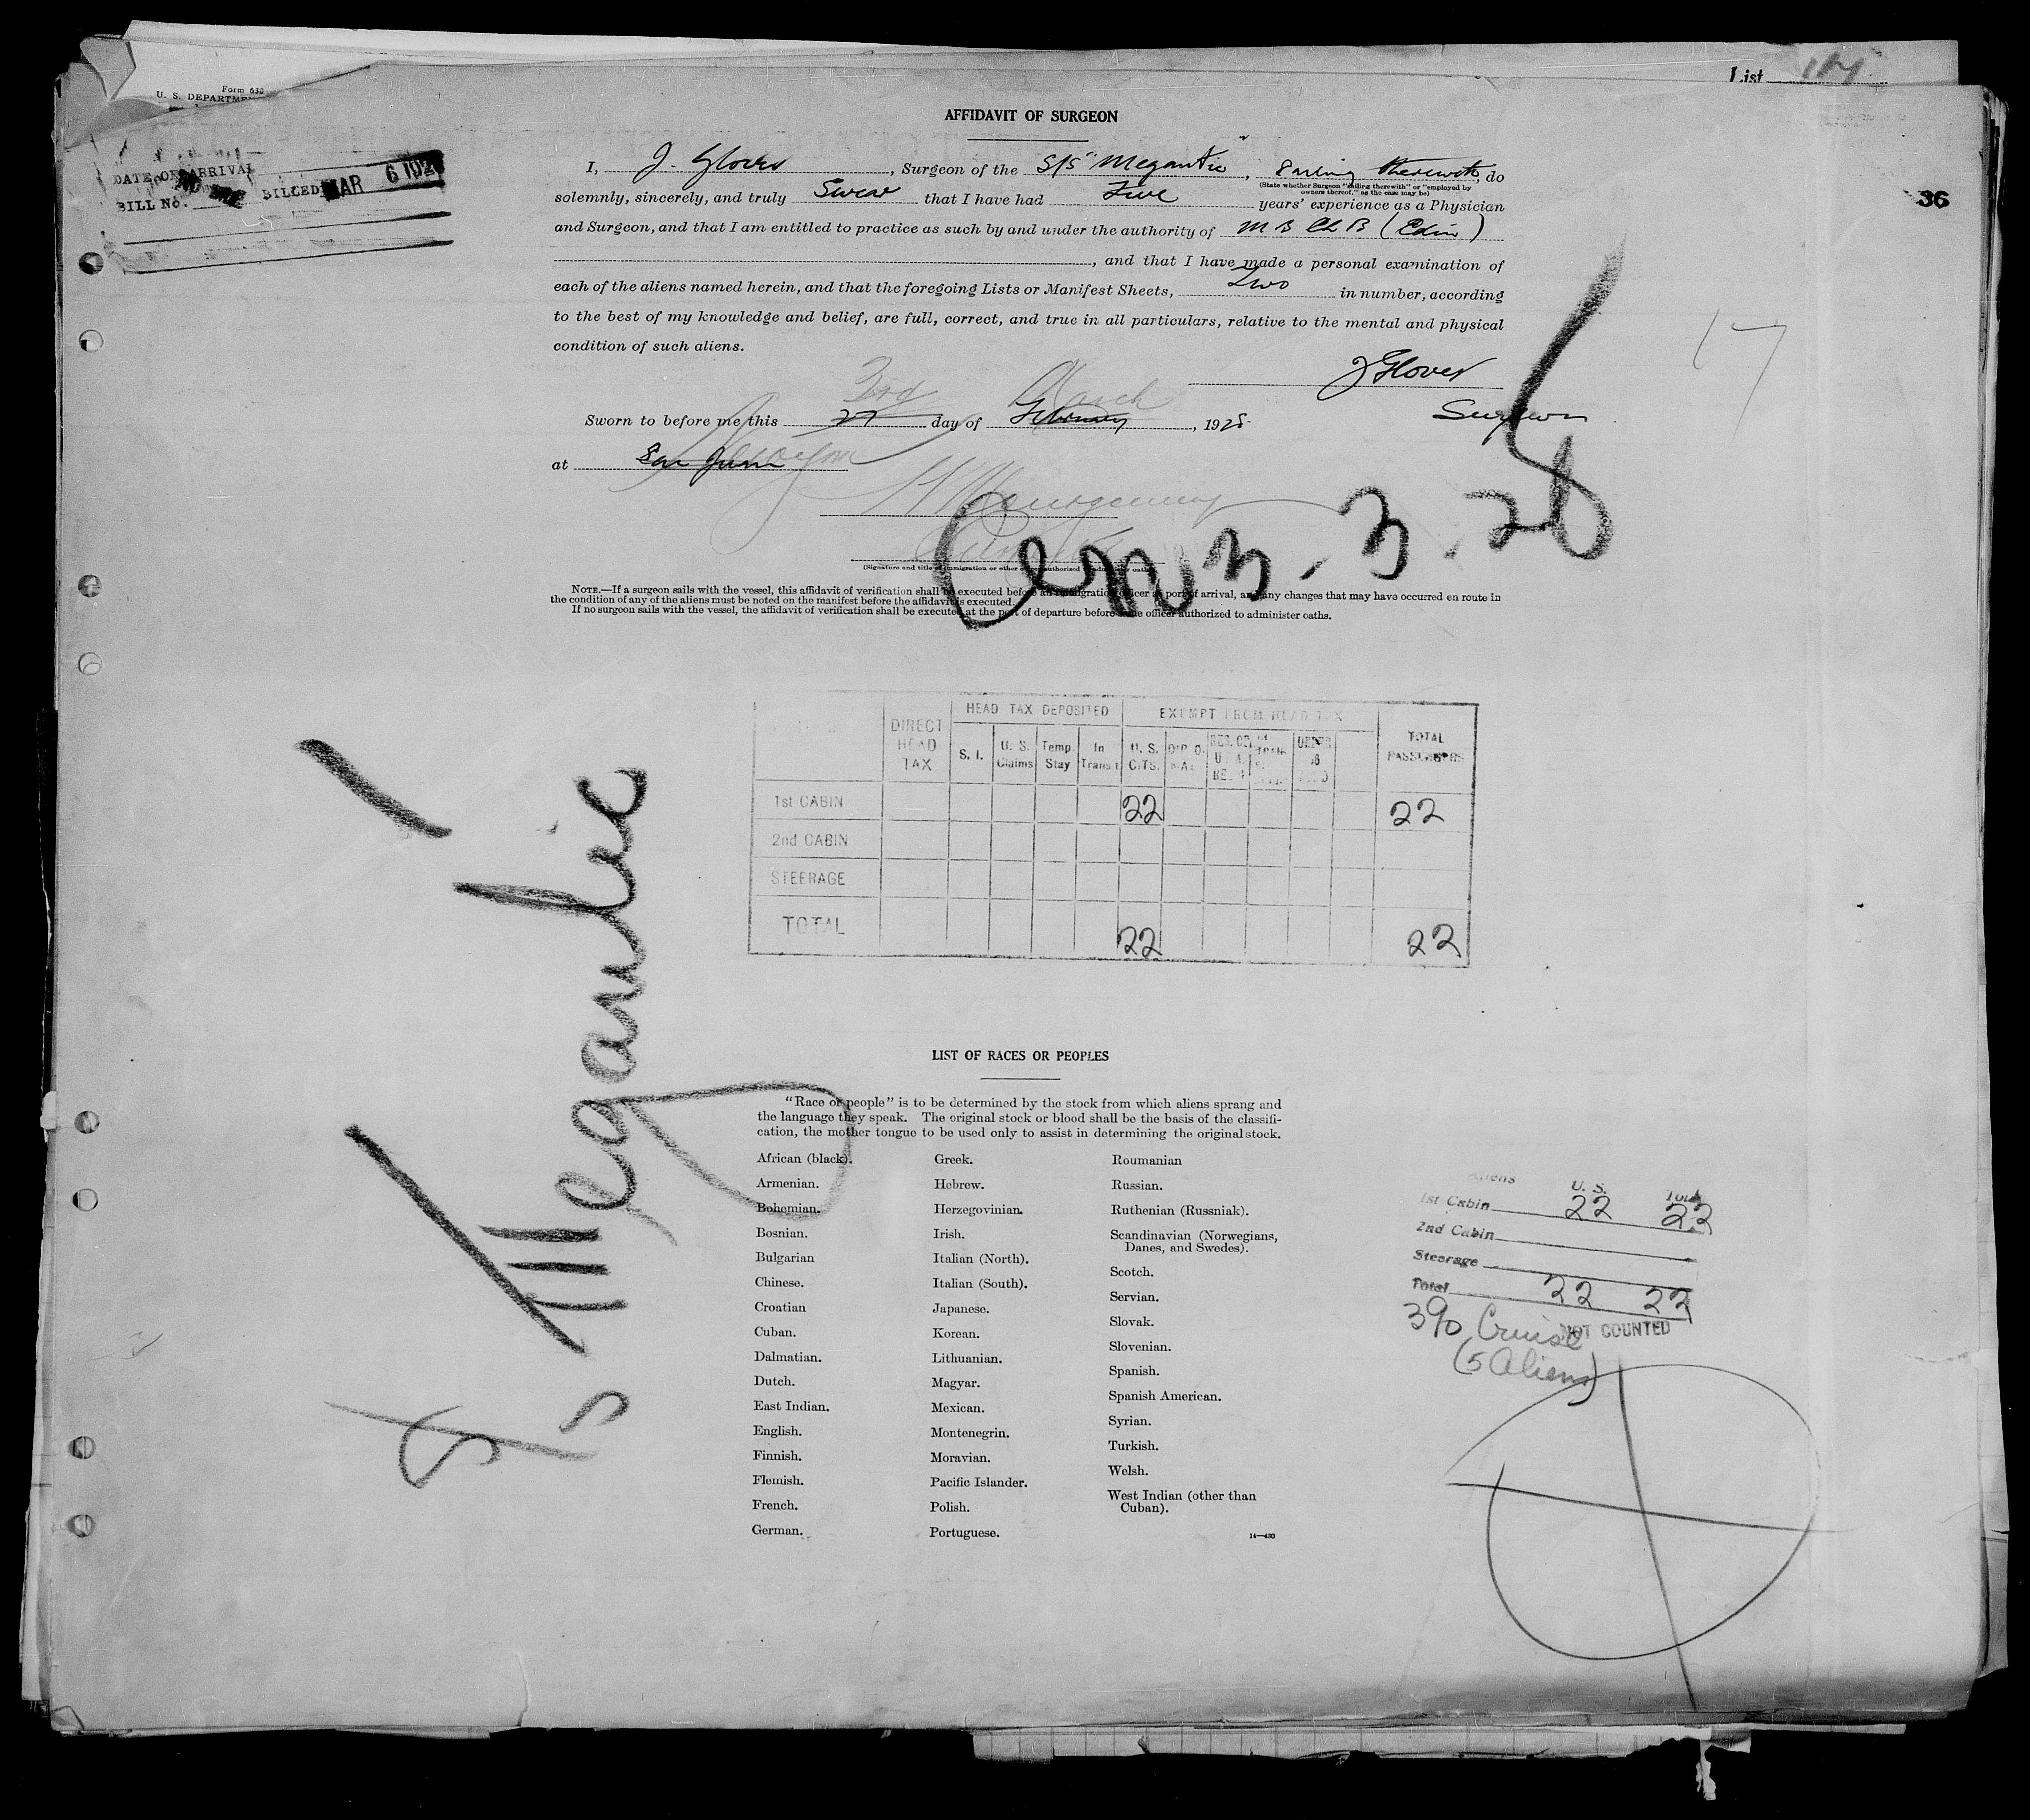 List
Form 630
U. S. DEPARTME
36
DATE OF ARRIVAL
BILL No. BILLED MAR 6 192
AFFIDAVIT OF SURGEON
I, J. Glover, Surgeon of the S/S "Megantic", Sailing therewith, do
(State whether Surgeon "sailing therewith" or "employed by owners thereof," as the case may be)
solemnly, sincerely, and truly Swear that I have had Five years' experience as a Physician
and Surgeon, and that I am entitled to practice as such by and under the authority of M B Ch B (Edin)
, and that I have made a personal examination of
each of the aliens named herein, and that the foregoing Lists or Manifest Sheets, Two in number, according
to the best of my knowledge and belief, are full, correct, and true in all particulars, relative to the mental and physical
condition of such aliens.
17
J Glover
Surgeon
3rd March
Sworn to before me this 27 day of February, 1928
at San Juan
Montgomery
3.3.28
(Signature and title of immigration or other officer authorized to administer oaths)
NOTE.—If a surgeon sails with the vessel, this affidavit of verification shall be executed before an immigration officer at port of arrival, and any changes that may have occurred en route in
the condition of any of the aliens must be noted on the manifest before the affidavit is executed.
If no surgeon sails with the vessel, the affidavit of verification shall be executed at the port of departure before some officer authorized to administer oaths.
S/S Megantic
DIRECT HEAD TAX
HEAD TAX DEPOSITED
EXEMPT FROM HEAD TAX
TOTAL PASSENGERS
S. I. U. S. Claims Temp. Stay In Transit U. S. CITS. DIPLO-MAT
1st CABIN 22 22
2nd CABIN
STEERAGE
TOTAL 22 22
LIST OF RACES OR PEOPLES
"Race or people" is to be determined by the stock from which aliens sprang and
the language they speak. The original stock or blood shall be the basis of the classifi-
cation, the mother tongue to be used only to assist in determining the original stock.
African (black).
Armenian.
Bohemian.
Bosnian.
Bulgarian
Chinese.
Croatian
Cuban.
Dalmatian.
Dutch.
East Indian.
English.
Finnish.
Flemish.
French.
German.
Greek.
Hebrew.
Herzegovinian.
Irish.
Italian (North).
Italian (South).
Japanese.
Korean.
Lithuanian.
Magyar.
Mexican.
Montenegrin.
Moravian.
Pacific Islander.
Polish.
Portuguese.
Roumanian
Russian.
Ruthenian (Russniak).
Scandinavian (Norwegians,
Danes, and Swedes).
Scotch.
Servian.
Slovak.
Slovenian.
Spanish.
Spanish American.
Syrian.
Turkish.
Welsh.
West Indian (other than
Cuban).
14—430
Aliens U. S. Total
1st Cabin 22 22
2nd Cabin
Steerage
Total 22 22
390 Cruise NOT COUNTED
(5 Aliens)